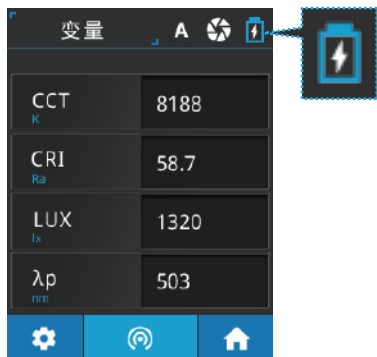 变量 A
CCT 8188
K
CRI 58.7
Ra
LUX 1320
lx
λp 503
nm